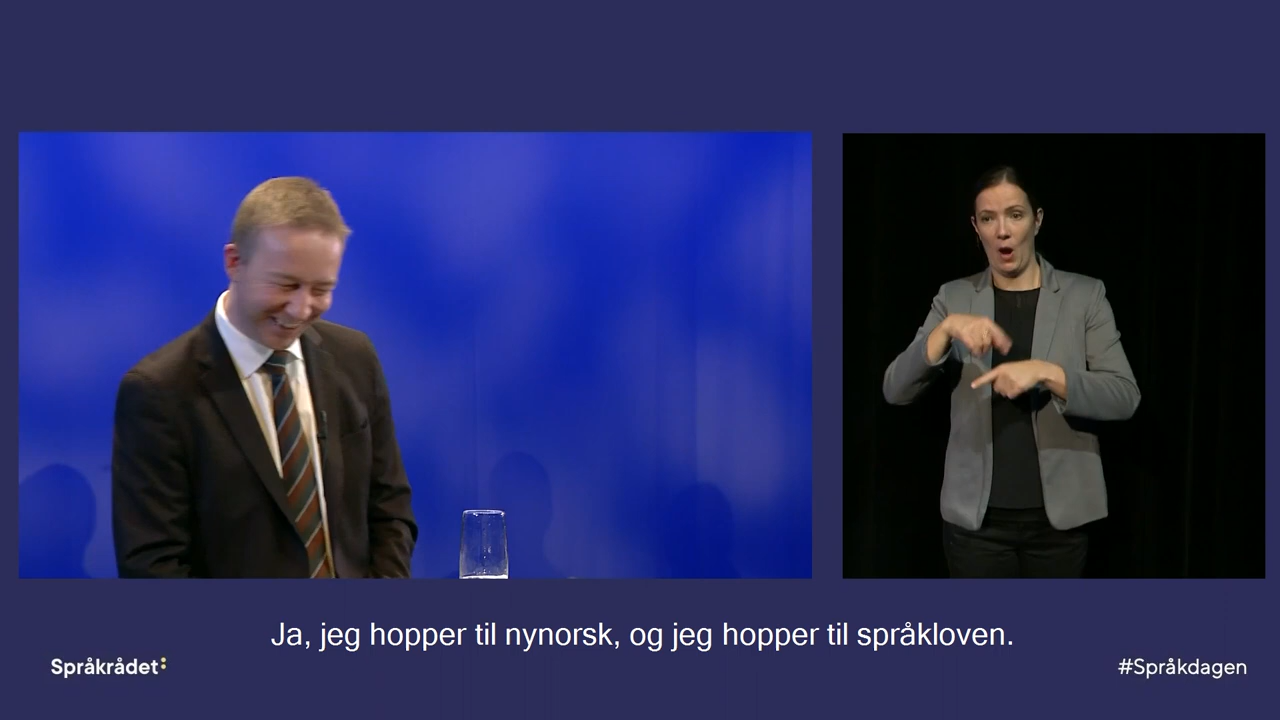 Ja, jeg hopper til nynorsk, og jeg hopper til språkloven.
Språkrådet:
#Språkdagen